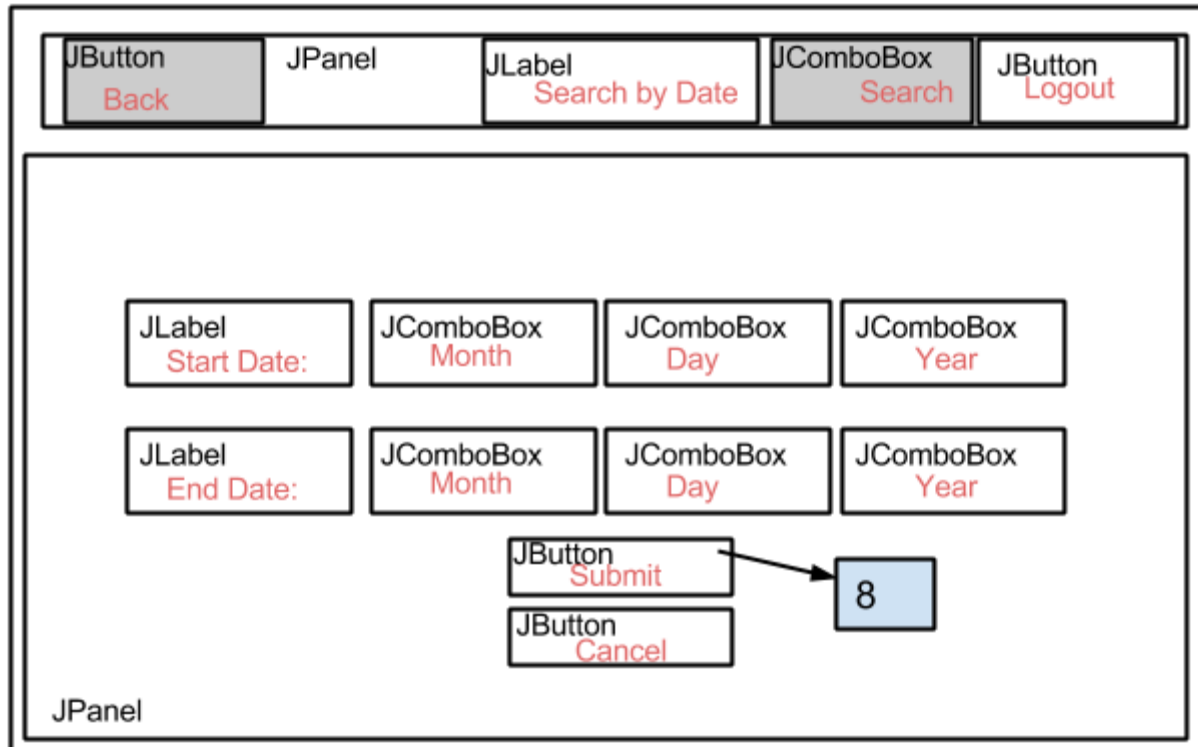 JButton
Back
JPanel
JLabel
Search by Date
JComboBox
Search
JButton
Logout
JLabel
Start Date:
JComboBox
Month
JComboBox
Day
JComboBox
Year
JLabel
End Date:
JComboBox
Month
JComboBox
Day
JComboBox
Year
JButton
Submit
8
JButton
Cancel
JPanel